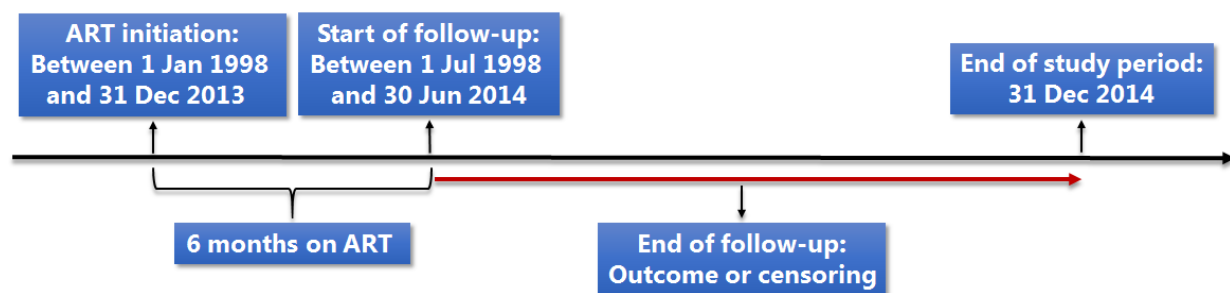 ART initiation:
Between 1 Jan 1998
and 31 Dec 2013
Start of follow-up:
Between 1 Jul 1998
and 30 Jun 2014
End of study period:
31 Dec 2014
6 months on ART
End of follow-up:
Outcome or censoring